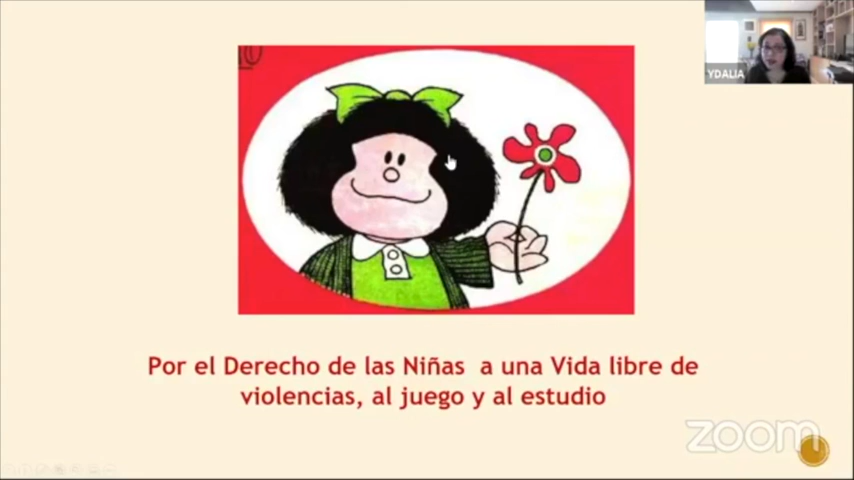 YDALIA
Por el Derecho de las Niñas a una Vida libre de
violencias, al juego y al estudio
zoom